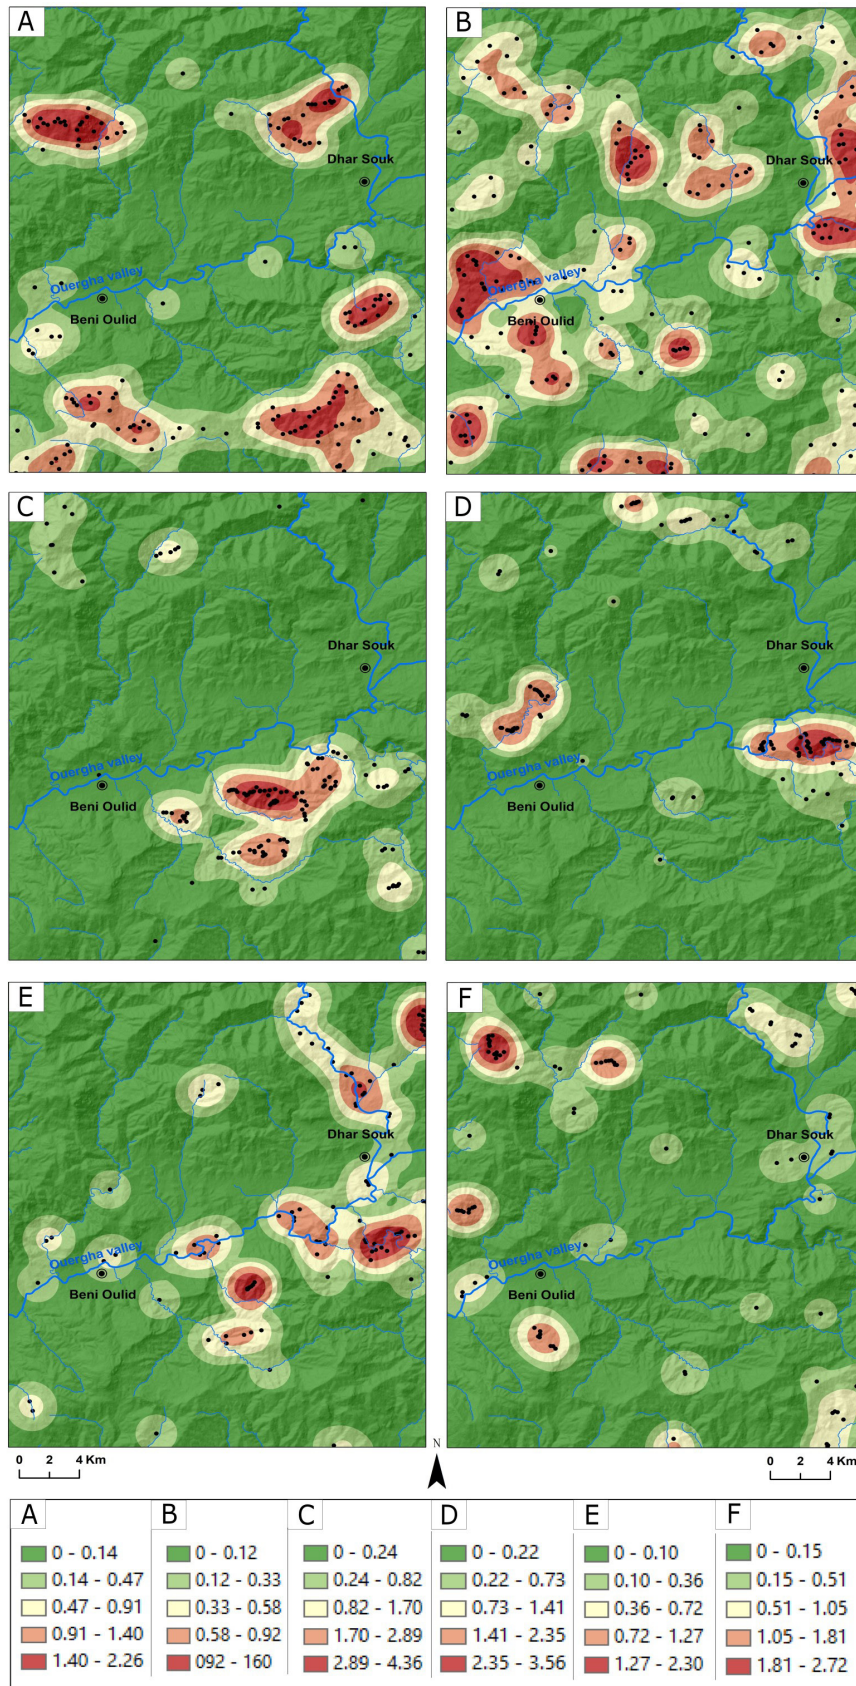 A
B
Dhar Souk
Dhar Souk
Ouergha valley
Ouergha valley
Beni Oulid
Beni Oulid
C
D
Dhar Souk
Dhar Souk
Ouergha valley
Ouergha valley
Beni Oulid
Beni Oulid
E
F
Dhar Souk
Dhar Souk
Ouergha valley
Ouergha valley
Beni Oulid
Beni Oulid
0 2 4 Km
N
0 2 4 Km
A B C D E F
0 - 0.14 0 - 0.12 0 - 0.24 0 - 0.22 0 - 0.10 0 - 0.15
0.14 - 0.47 0.12 - 0.33 0.24 - 0.82 0.22 - 0.73 0.10 - 0.36 0.15 - 0.51
0.47 - 0.91 0.33 - 0.58 0.82 - 1.70 0.73 - 1.41 0.36 - 0.72 0.51 - 1.05
0.91 - 1.40 0.58 - 0.92 1.70 - 2.89 1.41 - 2.35 0.72 - 1.27 1.05 - 1.81
1.40 - 2.26 092 - 160 2.89 - 4.36 2.35 - 3.56 1.27 - 2.30 1.81 - 2.72